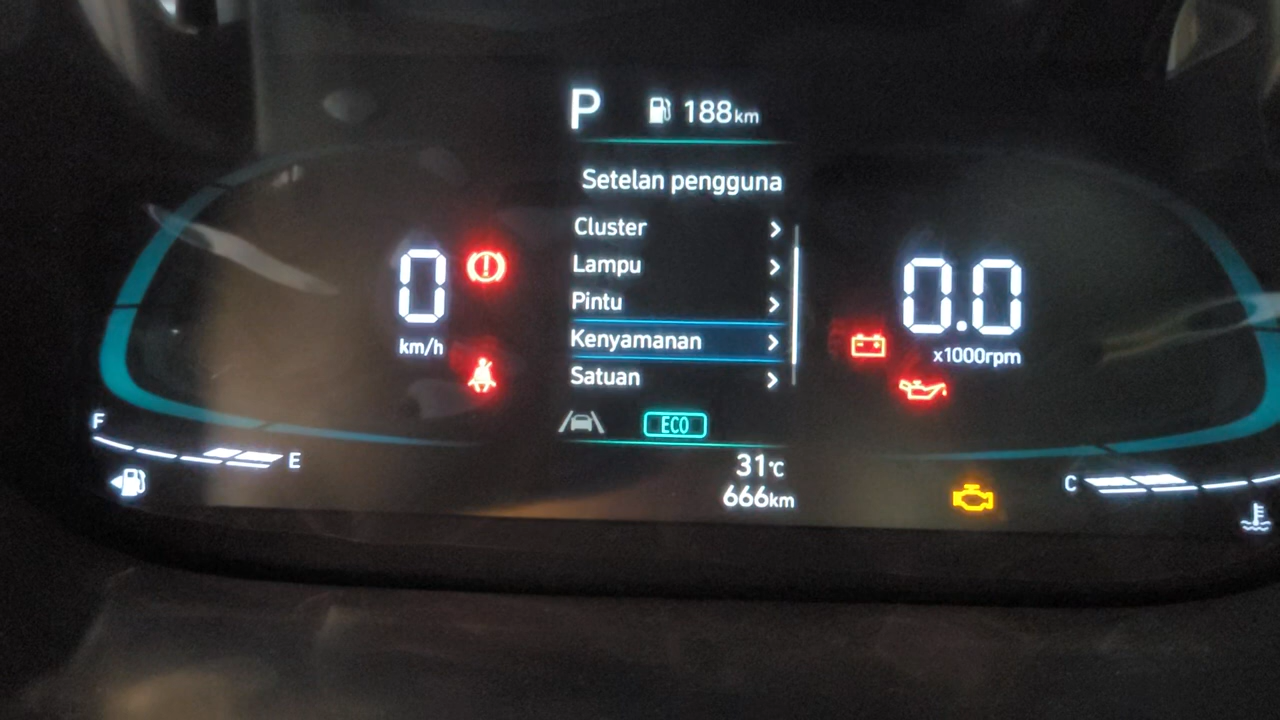 P 188km
Setelan pengguna
Cluster
Lampu
Pintu
Kenyamanan
Satuan
0
km/h
0.0
x1000rpm
ECO
F
E
C
31°C
666km